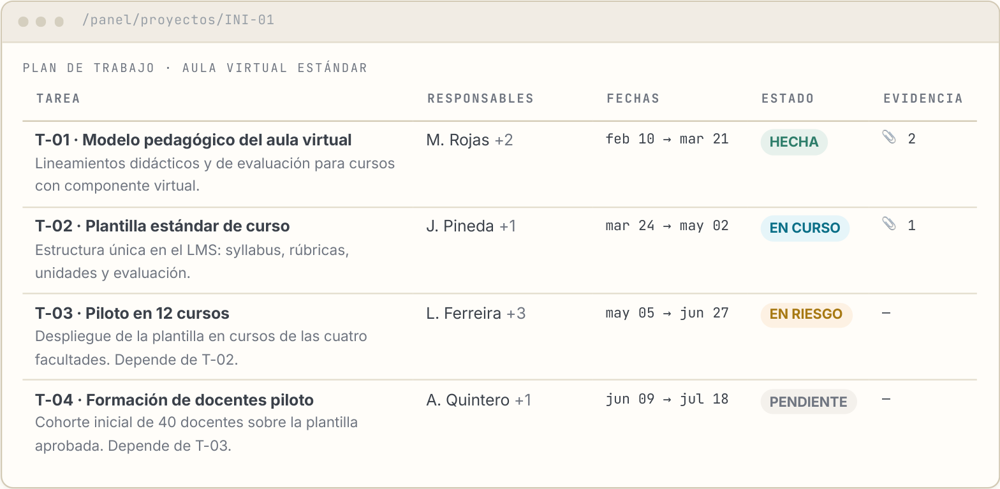 /panel/proyectos/INI-01
PLAN DE TRABAJO · AULA VIRTUAL ESTÁNDAR
TAREA RESPONSABLES FECHAS ESTADO EVIDENCIA
T-01 · Modelo pedagógico del aula virtual M. Rojas +2 feb 10 → mar 21 HECHA 2
Lineamientos didácticos y de evaluación para cursos
con componente virtual.
T-02 · Plantilla estándar de curso J. Pineda +1 mar 24 → may 02 EN CURSO 1
Estructura única en el LMS: syllabus, rúbricas,
unidades y evaluación.
T-03 · Piloto en 12 cursos L. Ferreira +3 may 05 → jun 27 EN RIESGO —
Despliegue de la plantilla en cursos de las cuatro
facultades. Depende de T-02.
T-04 · Formación de docentes piloto A. Quintero +1 jun 09 → jul 18 PENDIENTE —
Cohorte inicial de 40 docentes sobre la plantilla
aprobada. Depende de T-03.